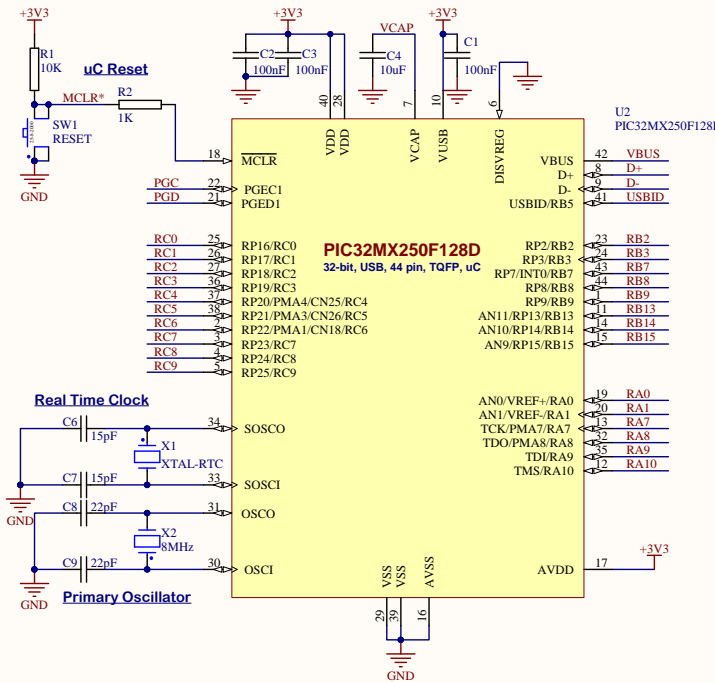 +3V3
+3V3
+3V3
R1
10K
uC Reset
C2
100nF
C3
100nF
VCAP
C4
10uF
C1
100nF
MCLR*
R2
1K
SW1
RESET
GND
40
28
7
10
6
VDD
VDD
VCAP
VUSB
DISVREG
U2
PIC32MX250F128
18
MCLR
PGC
22
PGEC1
PGD
21
PGED1
VBUS
42
VBUS
D+
8
D+
D-
9
D-
USBID/RB5
41
USBID
PIC32MX250F128D
32-bit, USB, 44 pin, TQFP, uC
RC0
25
RP16/RC0
RC1
26
RP17/RC1
RC2
27
RP18/RC2
RC3
36
RP19/RC3
RC4
37
RP20/PMA4/CN25/RC4
RC5
38
RP21/PMA3/CN26/RC5
RC6
2
RP22/PMA1/CN18/RC6
RC7
3
RP23/RC7
RC8
4
RP24/RC8
RC9
5
RP25/RC9
RP2/RB2
23
RB2
RP3/RB3
24
RB3
RP7/INT0/RB7
43
RB7
RP8/RB8
44
RB8
RP9/RB9
1
RB9
AN11/RP13/RB13
11
RB13
AN10/RP14/RB14
14
RB14
AN9/RP15/RB15
15
RB15
AN0/VREF+/RA0
19
RA0
AN1/VREF-/RA1
20
RA1
TCK/PMA7/RA7
13
RA7
TDO/PMA8/RA8
32
RA8
TDI/RA9
35
RA9
TMS/RA10
12
RA10
Real Time Clock
C6
15pF
34
SOSCO
X1
XTAL-RTC
C7
15pF
33
SOSCI
GND
C8
22pF
31
OSCO
X2
8MHz
C9
22pF
30
OSCI
GND
Primary Oscillator
AVDD
17
+3V3
VSS
VSS
AVSS
29
39
16
GND